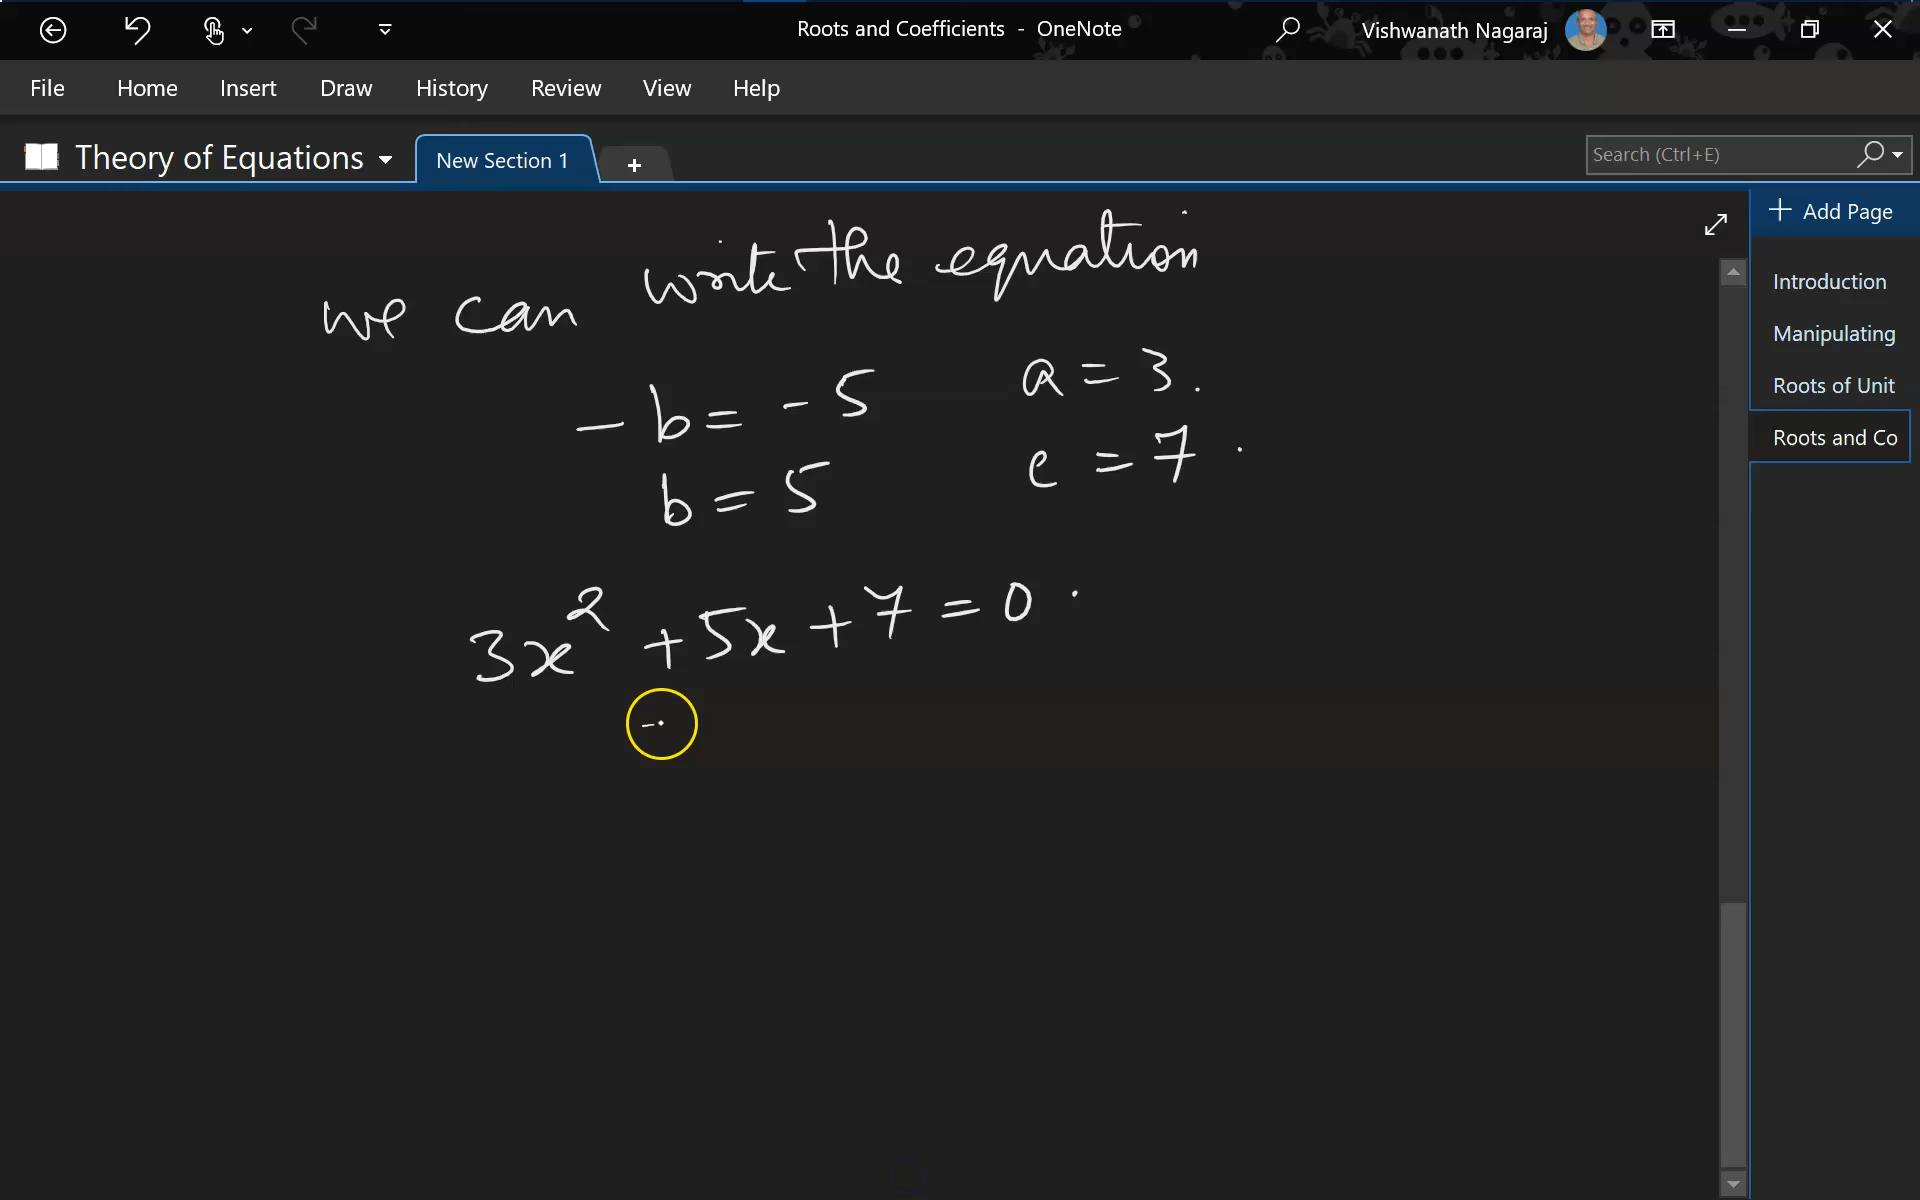 Roots and Coefficients - OneNote
Vishwanath Nagaraj
File Home Insert Draw History Review View Help
Theory of Equations
New Section 1
+
Search (Ctrl+E)
+ Add Page
Introduction
Manipulating
Roots of Unit
Roots and Co
we can write the equation
- b = - 5 a = 3.
b = 5 c = 7.
3x² + 5x + 7 = 0.
-